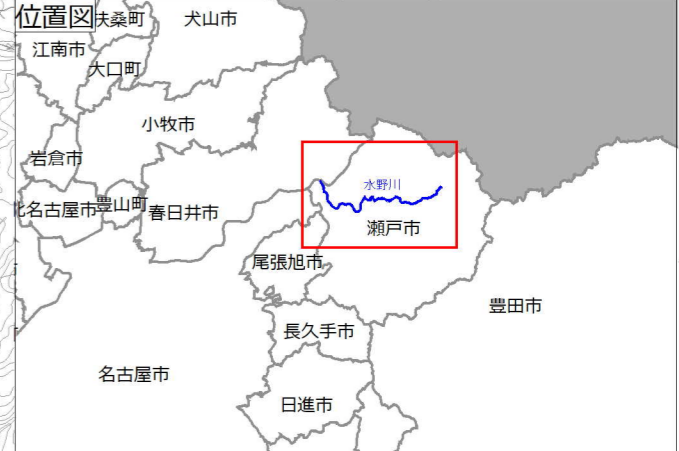 位置図
扶桑町
犬山市
江南市
大口町
小牧市
岩倉市
北名古屋市
豊山町
春日井市
水野川
瀬戸市
尾張旭市
豊田市
長久手市
名古屋市
日進市